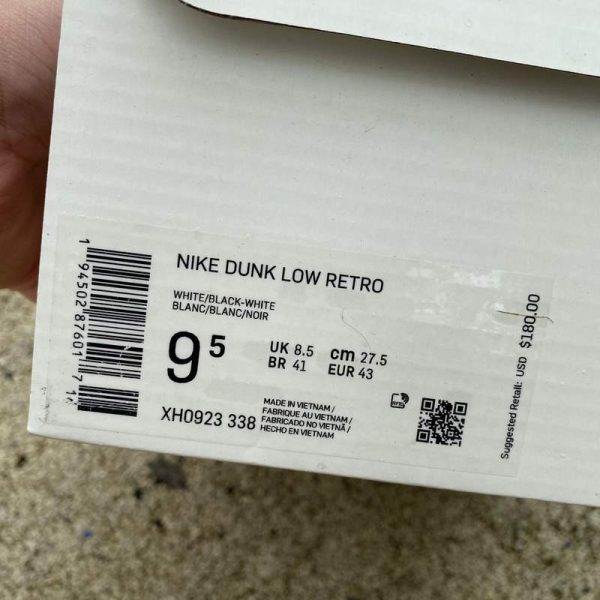 NIKE DUNK LOW RETRO
WHITE/BLACK-WHITE
BLANC/BLANC/NOIR
9 5
UK 8.5 cm 27.5
BR 41 EUR 43
XH0923 338
MADE IN VIETNAM /
FABRIQUE AU VIETNAM /
FABRICADO NO VIETNÃ /
HECHO EN VIETNAM
Suggested Retail: USD $180.00
1 94502 87601 7